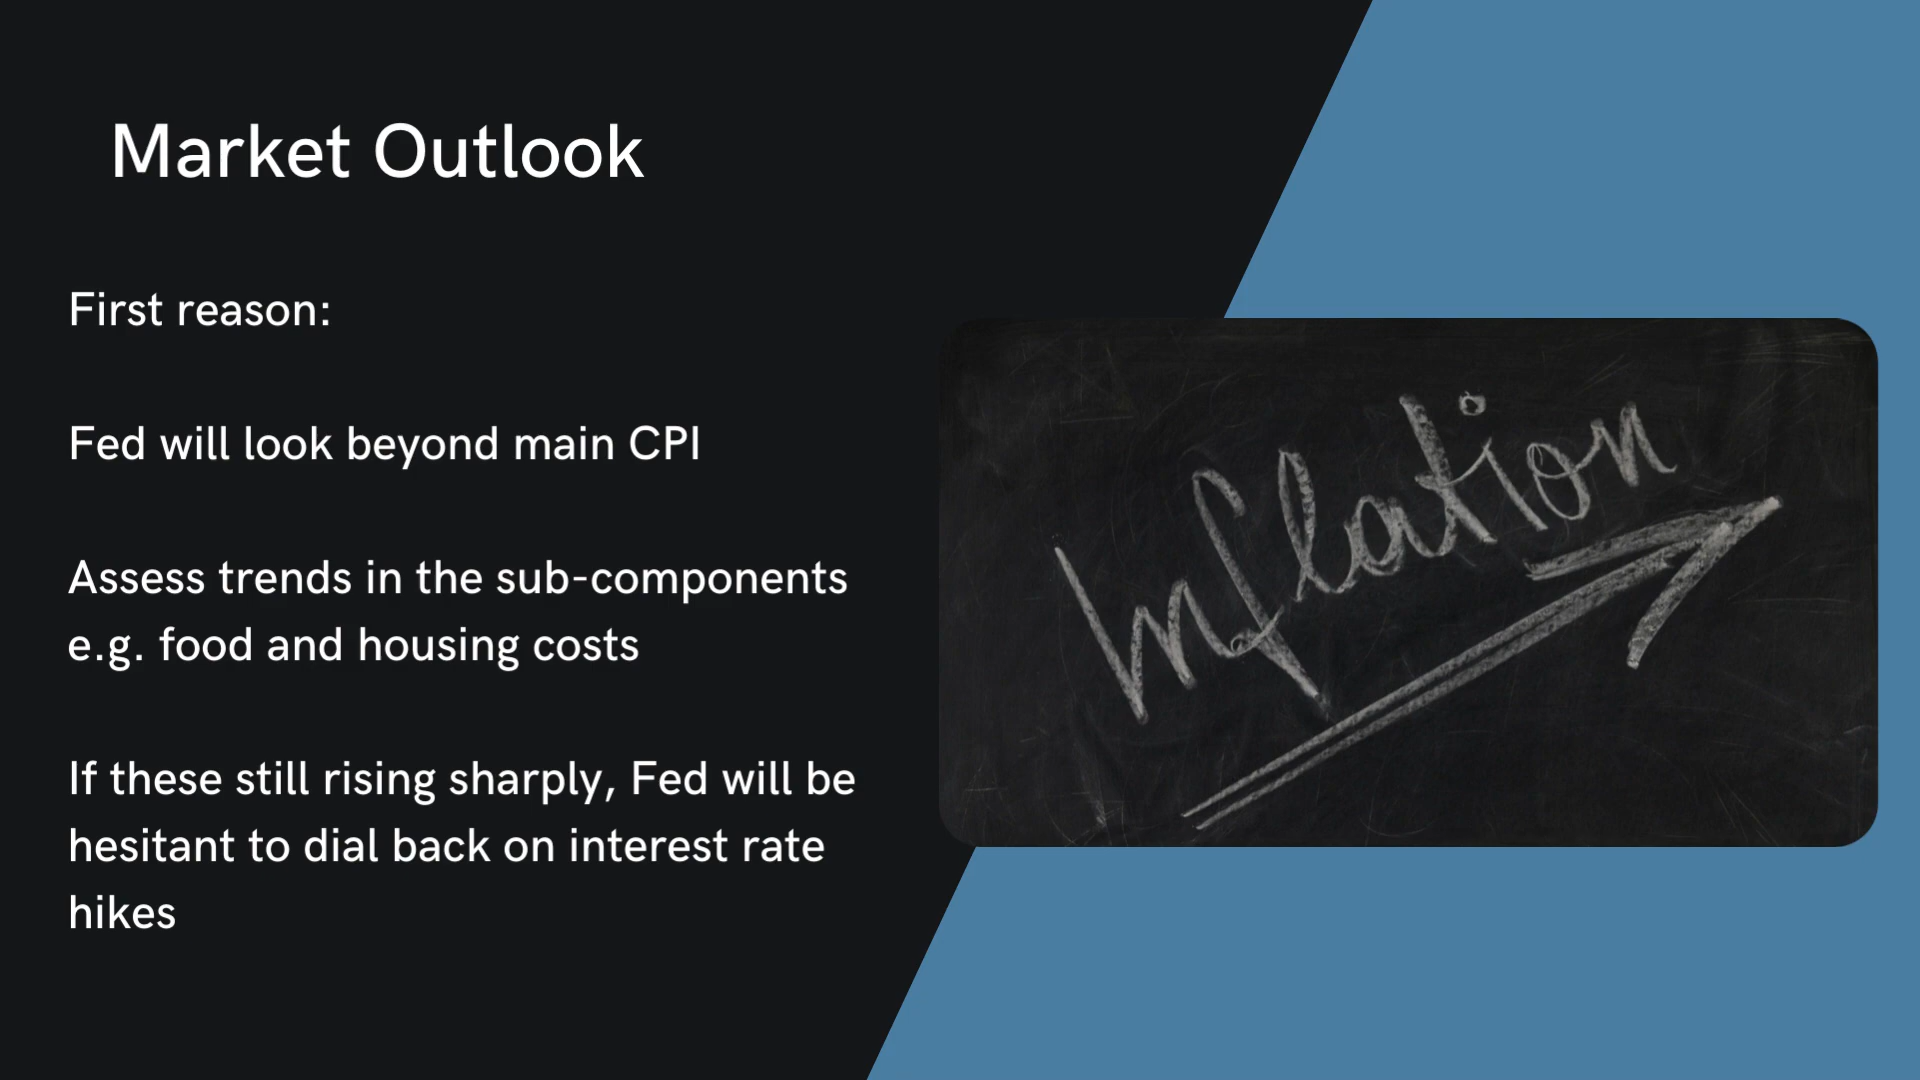 Market Outlook
First reason:
Fed will look beyond main CPI
Assess trends in the sub-components
e.g. food and housing costs
If these still rising sharply, Fed will be
hesitant to dial back on interest rate
hikes
Inflation